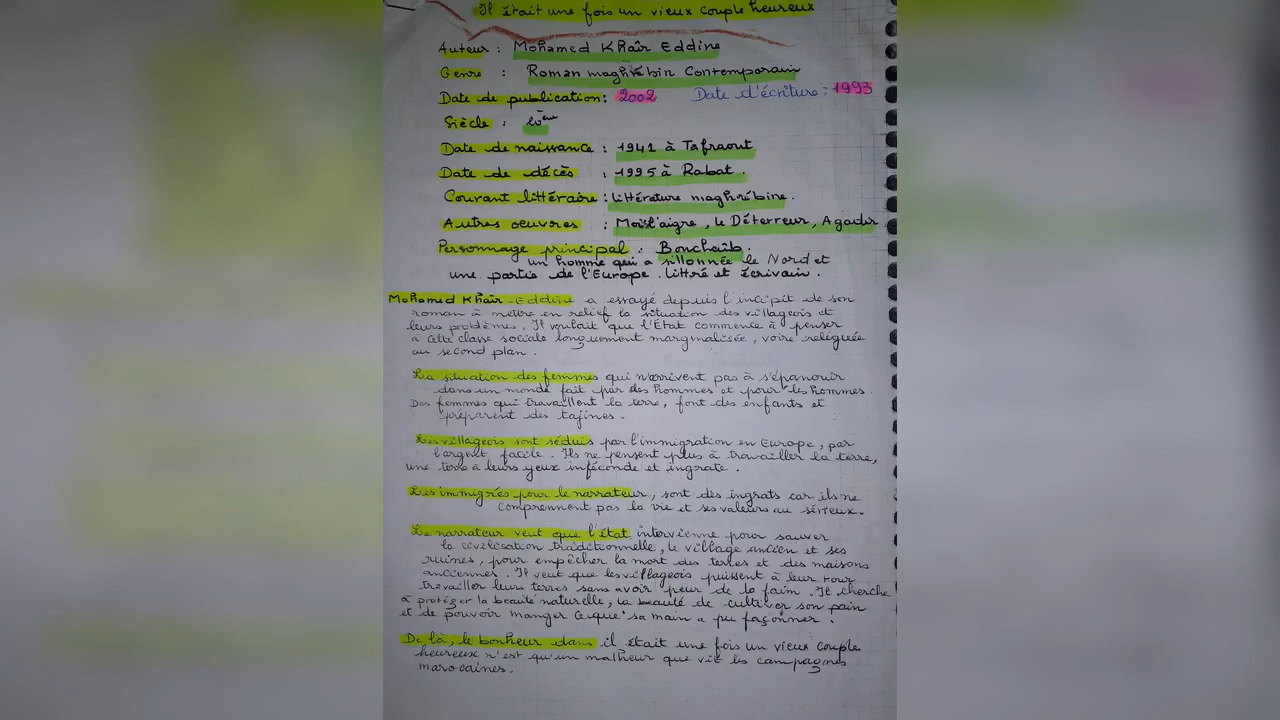 Il était une fois un vieux couple heureux
Auteur : Mohamed Khaïr Eddine
Genre : Roman maghrébin Contemporain
Date de publication : 2002 Date d'écriture : 1993
Siècle : 20ème
Date de naissance : 1941 à Tafraout
Date de décès : 1995 à Rabat.
Courant littéraire : Littérature maghrébine.
Autres oeuvres : Moi l'aigre, le Déterreur, Agadir
Personnage principal : Bouchaïb.
un homme qui a sillonnée le Nord et
une partie de l'Europe. littré et écrivain.
Mohamed Khaïr-Eddine a essayé depuis l'incipit de son
roman à mettre en relief la situation des villageois et
leurs problèmes. Il voulait que l'État commence à penser
à cette classe sociale longuement marginalisée, voire reléguée
au second plan.
La situation des femmes qui n'arrivent pas à s'épanouir
dans un monde fait par des hommes et pour les hommes.
Des femmes qui travaillent la terre, font des enfants et
préparent des tajines.
Les villageois sont séduis par l'immigration en Europe, par
l'argent facile. Ils ne pensent plus à travailler la terre,
une terre à leurs yeux inféconde et ingrate.
Les immigrés pour le narrateur, sont des ingrats car ils ne
comprennent pas la vie et ses valeurs au sérieux.
Le narrateur veut que l'état intervienne pour sauver
la civilisation traditionnelle, le village ancien et ses
ruines, pour empêcher la mort des terres et des maisons
anciennes. Il veut que les villageois puissent à leur tour
travailler leurs terres sans avoir peur de la faim. Il cherche
à protéger la beauté naturelle, la beauté de cultiver son pain
et de pouvoir manger ce que sa main a pu façonner.
De là, le bonheur dans il était une fois un vieux couple
heureux n'est qu'un malheur que vit les campagnes
marocaines.